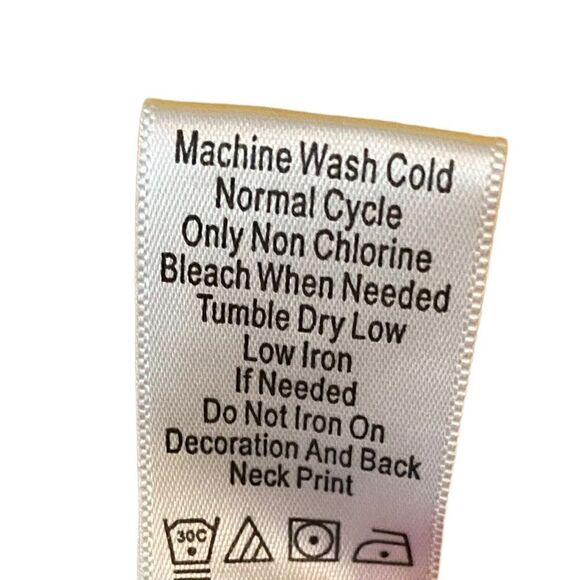 Machine Wash Cold
Normal Cycle
Only Non Chlorine
Bleach When Needed
Tumble Dry Low
Low Iron
If Needed
Do Not Iron On
Decoration And Back
Neck Print
30C